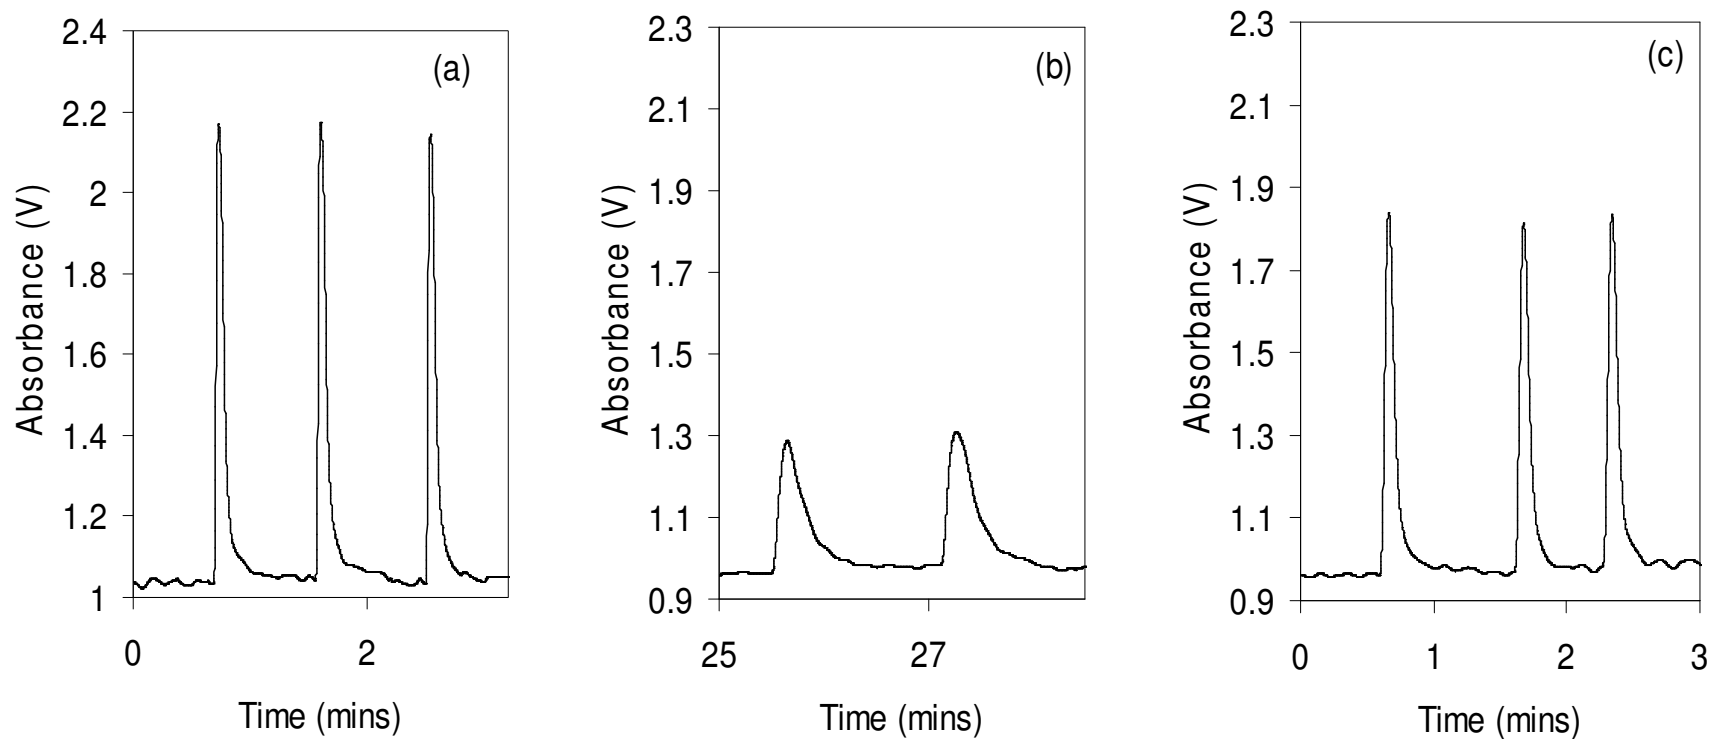 (a)
Absorbance (V)
2.4
2.2
2
1.8
1.6
1.4
1.2
1
0 2
Time (mins)
(b)
Absorbance (V)
2.3
2.1
1.9
1.7
1.5
1.3
1.1
0.9
25 27
Time (mins)
(c)
Absorbance (V)
2.3
2.1
1.9
1.7
1.5
1.3
1.1
0.9
0 1 2 3
Time (mins)